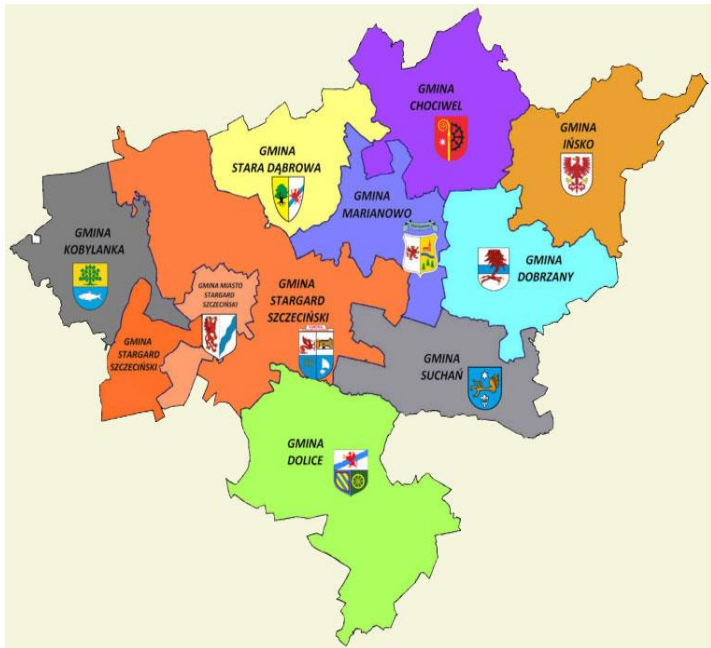 GMINA
CHOCIWEL
GMINA
IŃSKO
GMINA
STARA DĄBROWA
GMINA
MARIANOWO
GMINA
KOBYLANKA
GMINA
DOBRZANY
GMINA MIASTO
STARGARD
SZCZECIŃSKI
GMINA
STARGARD
SZCZECIŃSKI
GMINA
STARGARD
SZCZECIŃSKI
GMINA
SUCHAŃ
GMINA
DOLICE